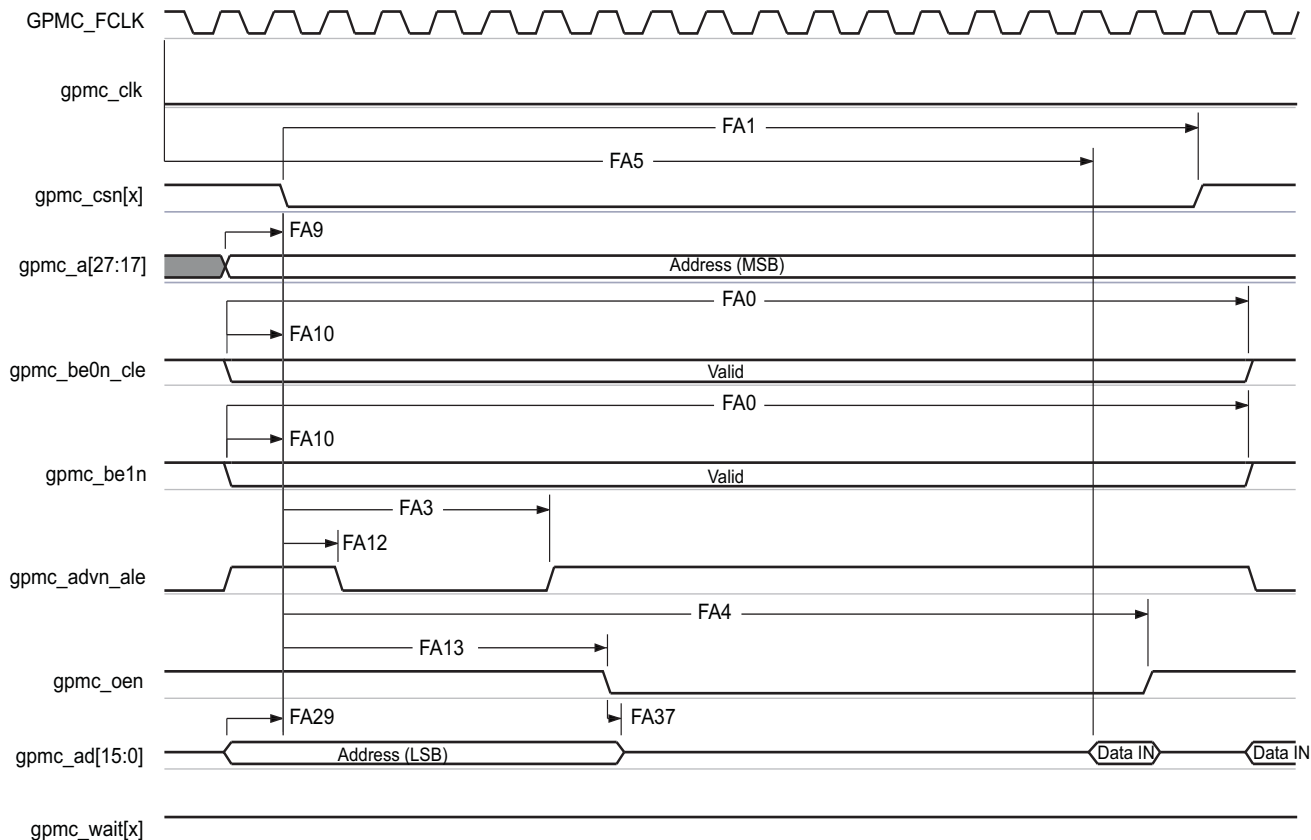 GPMC_FCLK
gpmc_clk
FA1
FA5
gpmc_csn[x]
FA9
gpmc_a[27:17]
Address (MSB)
FA0
FA10
gpmc_be0n_cle
Valid
FA0
FA10
gpmc_be1n
Valid
FA3
FA12
gpmc_advn_ale
FA4
FA13
gpmc_oen
FA29
FA37
gpmc_ad[15:0]
Address (LSB)
Data IN
Data IN
gpmc_wait[x]